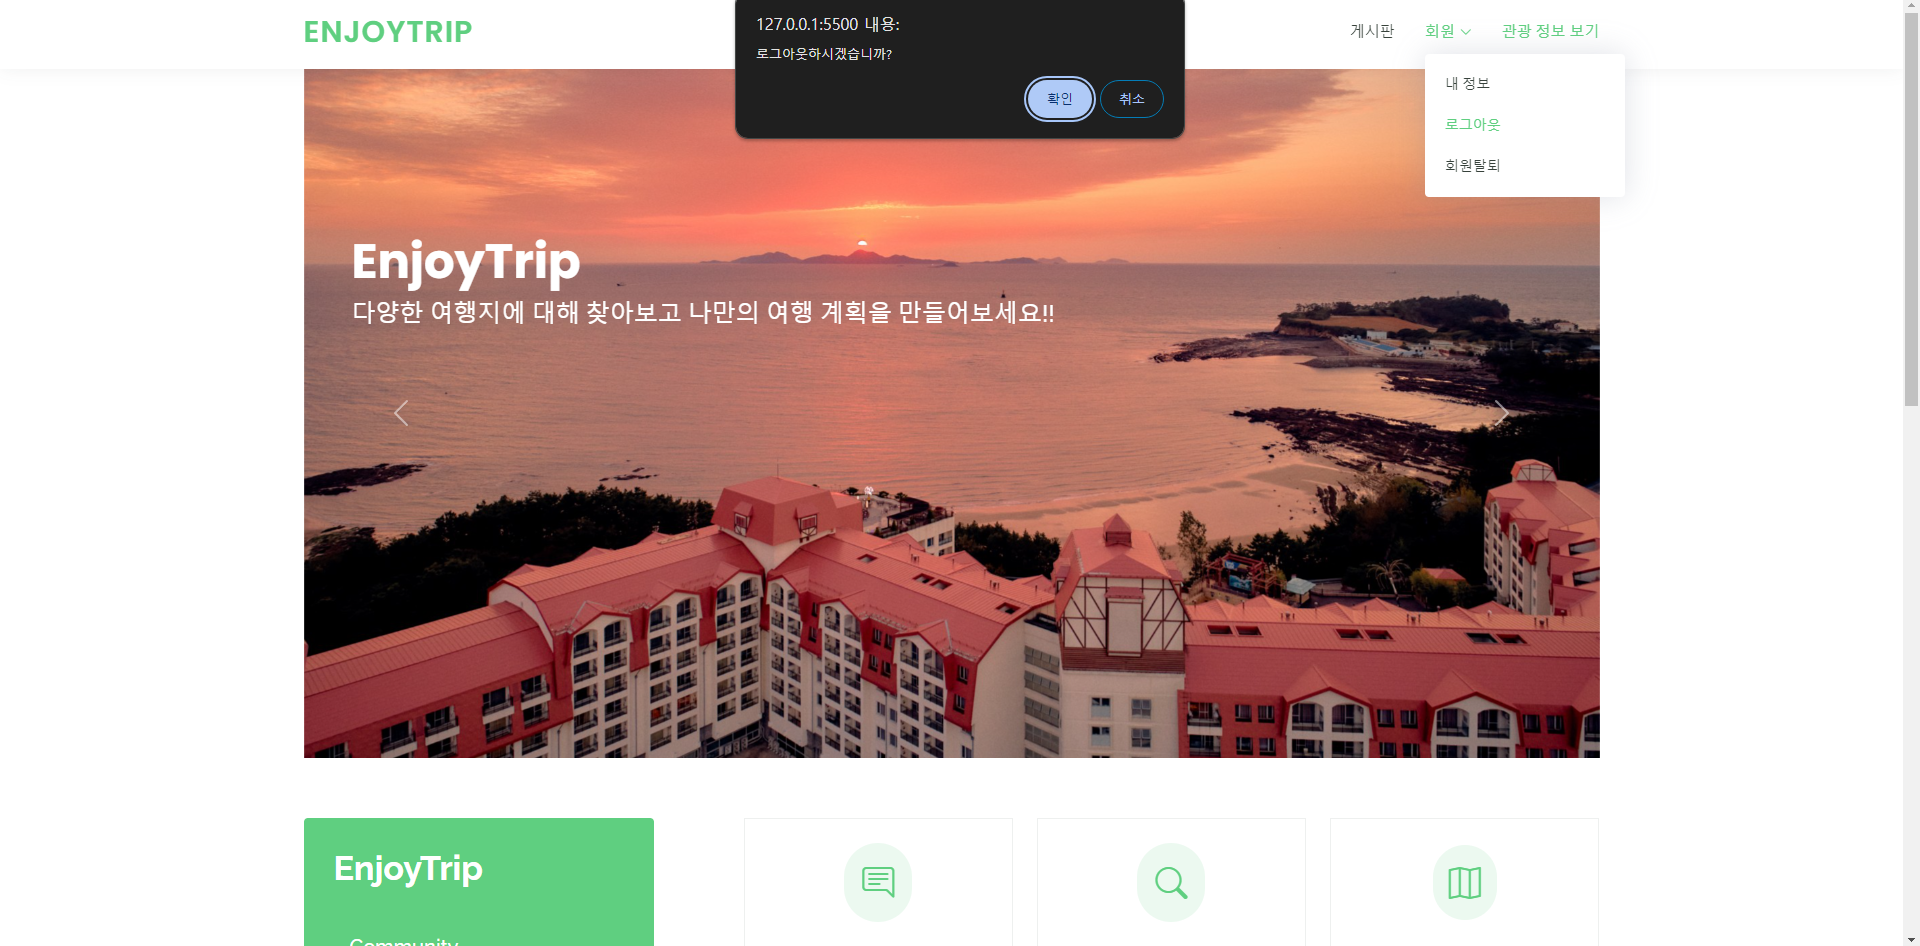 ENJOYTRIP
127.0.0.1:5500 내용:
로그아웃하시겠습니까?
확인
취소
게시판
회원
관광 정보 보기
내 정보
로그아웃
회원탈퇴
EnjoyTrip
다양한 여행지에 대해 찾아보고 나만의 여행 계획을 만들어보세요!!
EnjoyTrip
Community